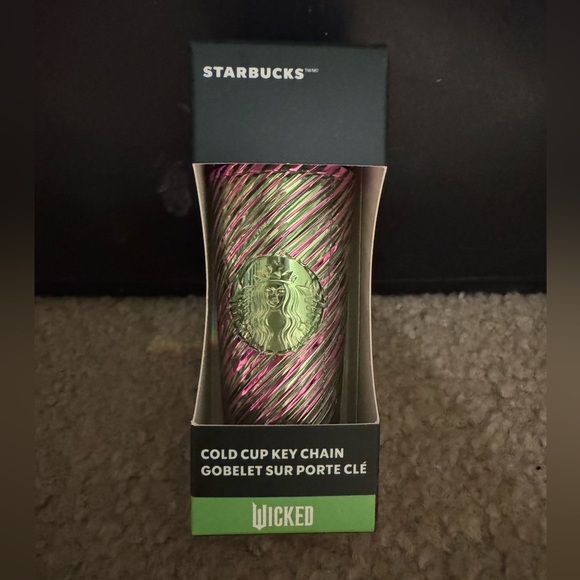 STARBUCKS
COLD CUP KEY CHAIN
GOBELET SUR PORTE CLÉ
WICKED